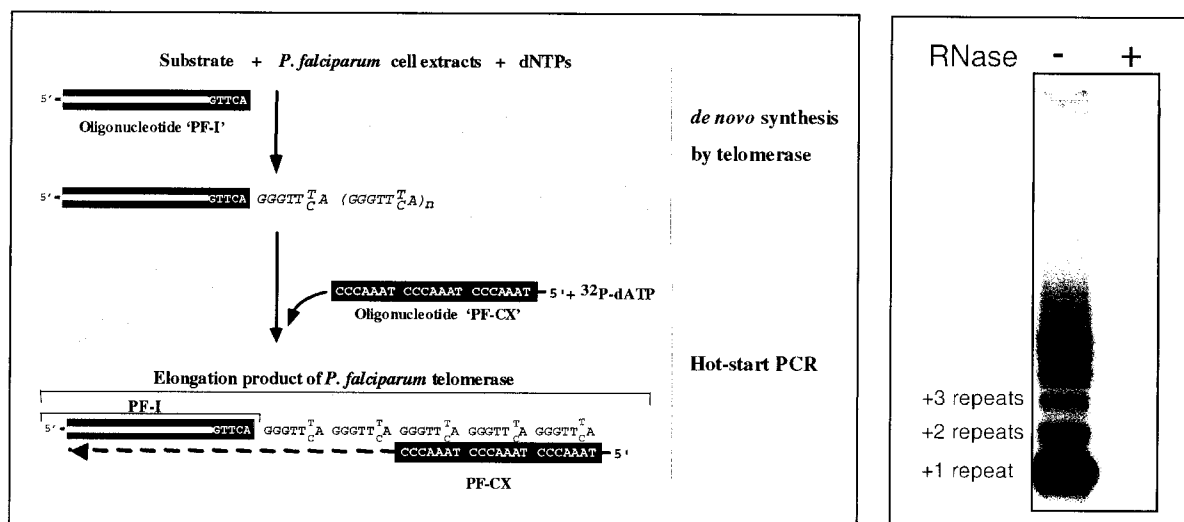 Substrate + P. falciparum cell extracts + dNTPs
5'- GTTCA
Oligonucleotide 'PF-I'
de novo synthesis
by telomerase
5'- GTTCA GGGTT T/C A (GGGTT T/C A)n
CCCAAAT CCCAAAT CCCAAAT - 5' + 32P-dATP
Oligonucleotide 'PF-CX'
Hot-start PCR
Elongation product of P. falciparum telomerase
PF-I
5'- GTTCA GGGTT T/C A GGGTT T/C A GGGTT T/C A GGGTT T/C A GGGTT T/C A
CCCAAAT CCCAAAT CCCAAAT - 5'
PF-CX
RNase - +
+3 repeats
+2 repeats
+1 repeat